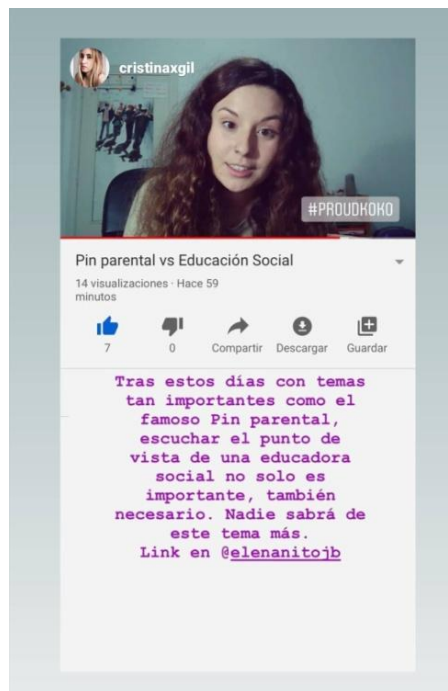 cristinaxgil
#PROUDKOKO
Pin parental vs Educación Social
14 visualizaciones · Hace 59
minutos
7
0
Compartir
Descargar
Guardar
Tras estos días con temas
tan importantes como el
famoso Pin parental,
escuchar el punto de
vista de una educadora
social no solo es
importante, también
necesario. Nadie sabrá de
este tema más.
Link en @elenanitojb